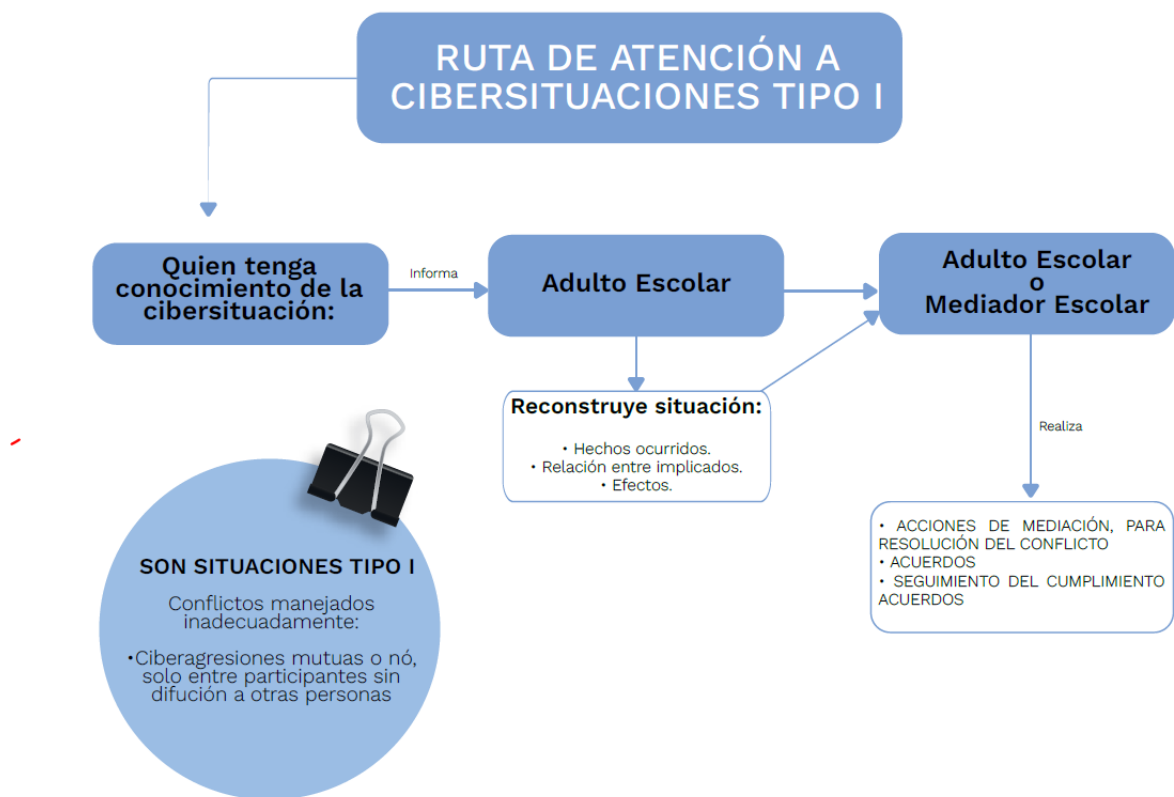 RUTA DE ATENCIÓN A
CIBERSITUACIONES TIPO I
Quien tenga
conocimiento de la
cibersituación:
Informa
Adulto Escolar
Adulto Escolar
o
Mediador Escolar
Reconstruye situación:
• Hechos ocurridos.
• Relación entre implicados.
• Efectos.
Realiza
• ACCIONES DE MEDIACIÓN, PARA
RESOLUCIÓN DEL CONFLICTO
• ACUERDOS
• SEGUIMIENTO DEL CUMPLIMIENTO
ACUERDOS
SON SITUACIONES TIPO I
Conflictos manejados
inadecuadamente:
•Ciberagresiones mutuas o nó,
solo entre participantes sin
difución a otras personas